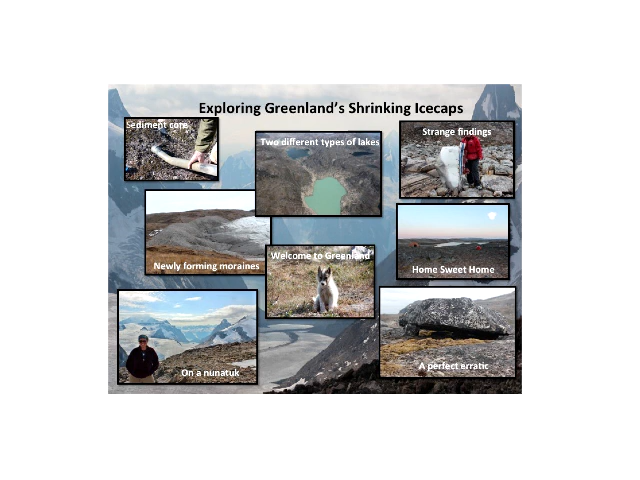 Exploring Greenland's Shrinking Icecaps
Sediment core
Two different types of lakes
Strange findings
Newly forming moraines
Welcome to Greenland
Home Sweet Home
On a nunatuk
A perfect erratic